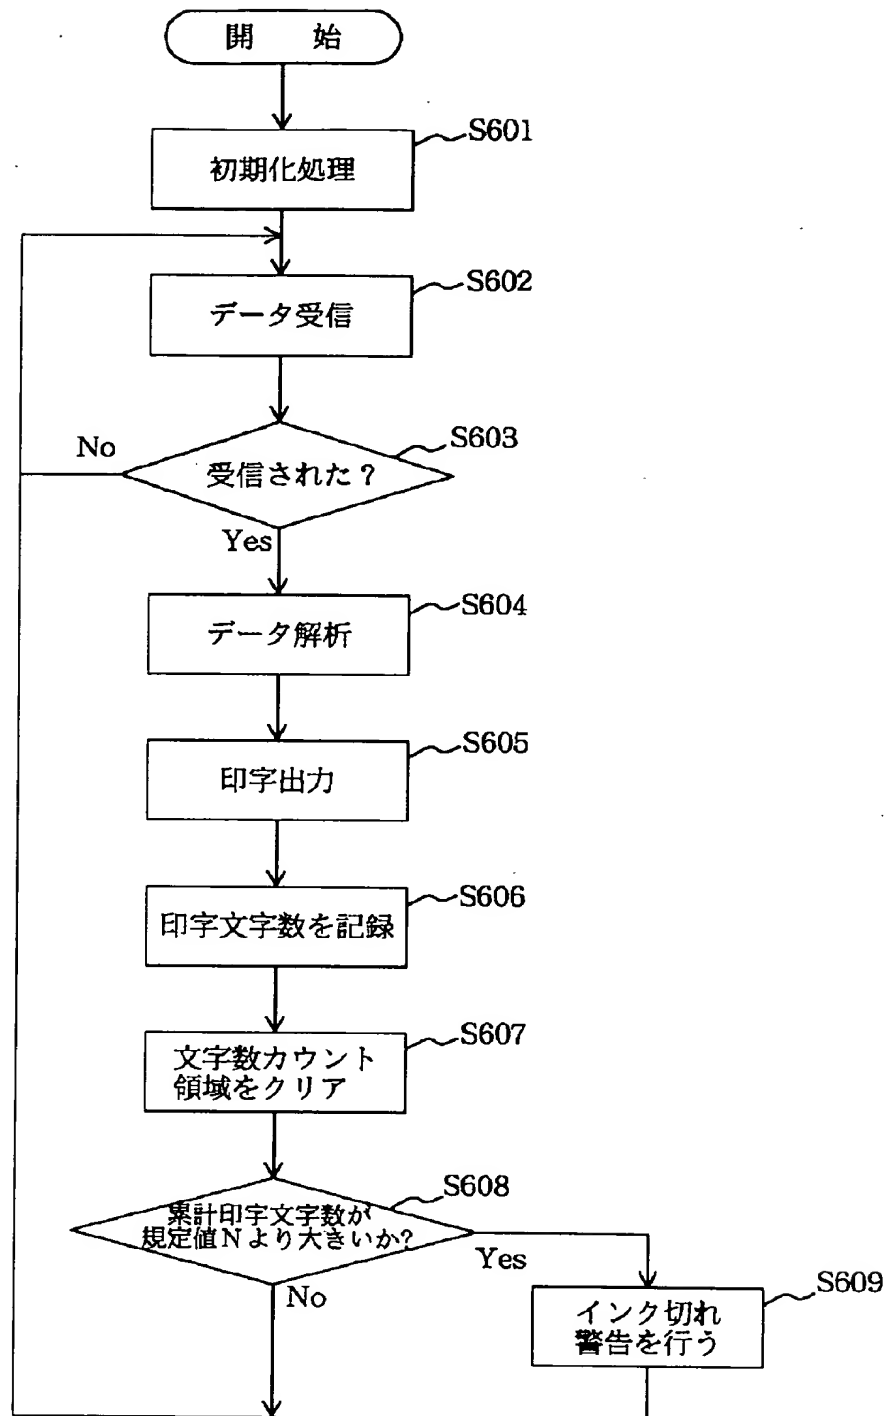 開 始
S601
初期化処理
S602
データ受信
S603
No
受信された？
Yes
S604
データ解析
S605
印字出力
S606
印字文字数を記録
S607
文字数カウント
領域をクリア
S608
累計印字文字数が
規定値Nより大きいか?
Yes
No
S609
インク切れ
警告を行う